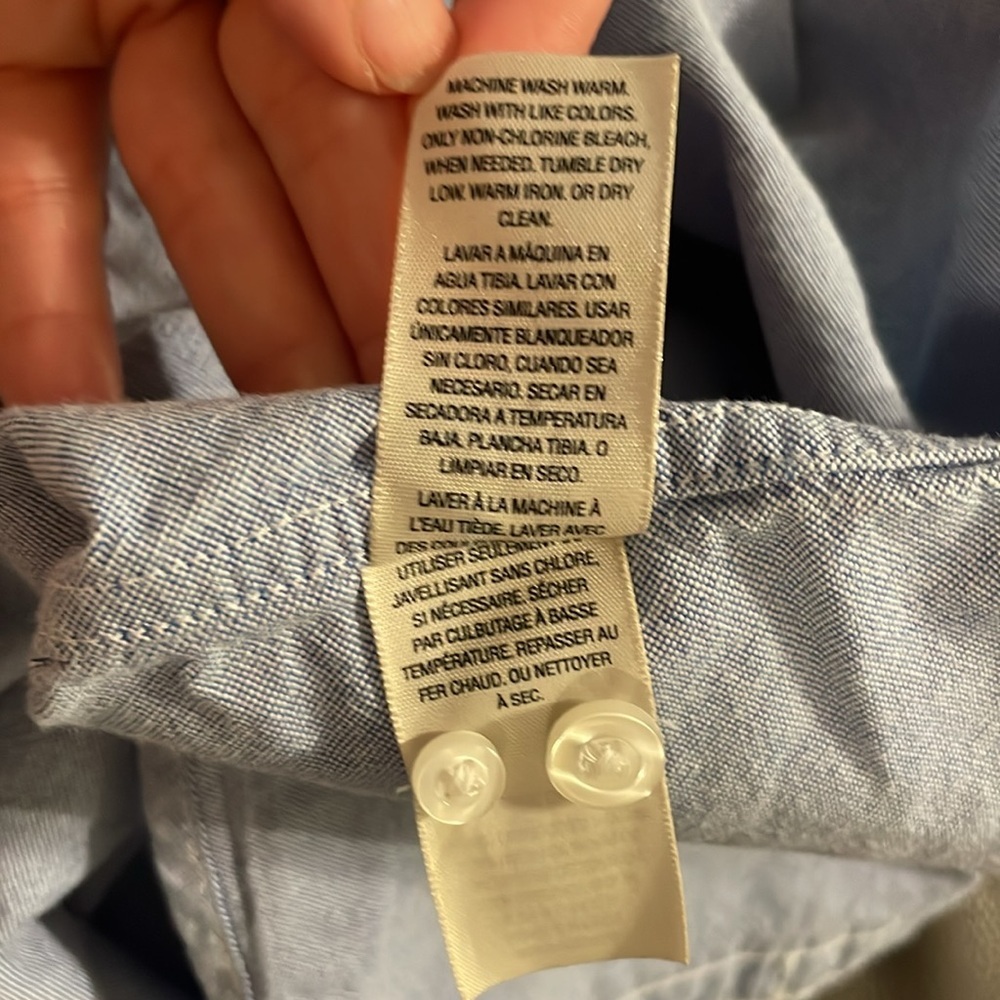 MACHINE WASH WARM.
WASH WITH LIKE COLORS.
ONLY NON-CHLORINE BLEACH,
WHEN NEEDED. TUMBLE DRY
LOW. WARM IRON. OR DRY
CLEAN.
LAVAR A MÁQUINA EN
AGUA TIBIA. LAVAR CON
COLORES SIMILARES. USAR
ÚNICAMENTE BLANQUEADOR
SIN CLORO, CUANDO SEA
NECESARIO. SECAR EN
SECADORA A TEMPERATURA
BAJA. PLANCHA TIBIA. O
LIMPIAR EN SECO.
LAVER À LA MACHINE À
L'EAU TIÈDE. LAVER AVEC
DES
UTILISER SEULEMENT
JAVELLISANT SANS CHLORE,
SI NÉCESSAIRE. SÉCHER
PAR CULBUTAGE À BASSE
TEMPÉRATURE. REPASSER AU
FER CHAUD. OU NETTOYER
À SEC.